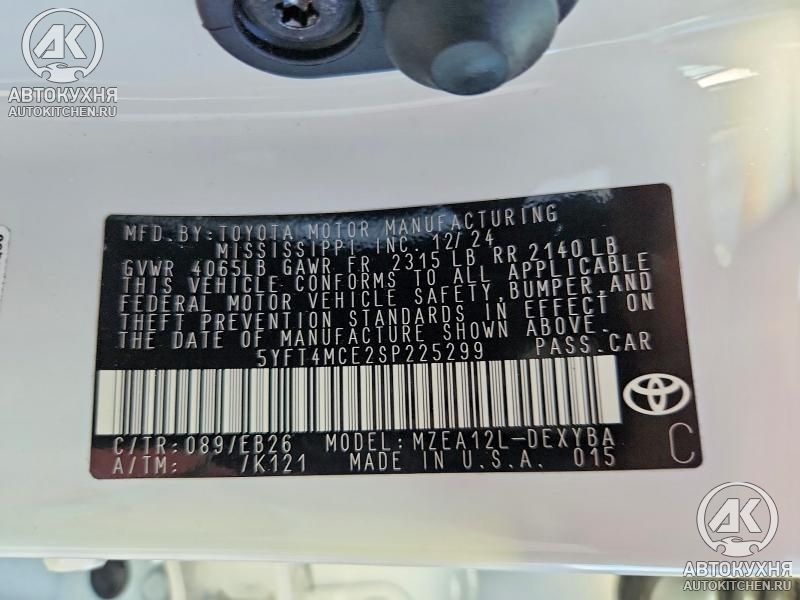 АК
АВТОКУХНЯ
AUTOKITCHEN.RU
MFD. BY: TOYOTA MOTOR MANUFACTURING
MISSISSIPPI, INC. 12/24
GVWR 4065LB GAWR FR 2315 LB RR 2140LB
THIS VEHICLE CONFORMS TO ALL APPLICABLE
FEDERAL MOTOR VEHICLE SAFETY, BUMPER, AND
THEFT PREVENTION STANDARDS IN EFFECT ON
THE DATE OF MANUFACTURE SHOWN ABOVE.
5YFT4MCE2SP225299 PASS.CAR
C/TR: 089/EB26 MODEL: MZEA12L-DEXYBA
A/TM: /K121 MADE IN U.S.A. 015
C
АК
АВТОКУХНЯ
AUTOKITCHEN.RU